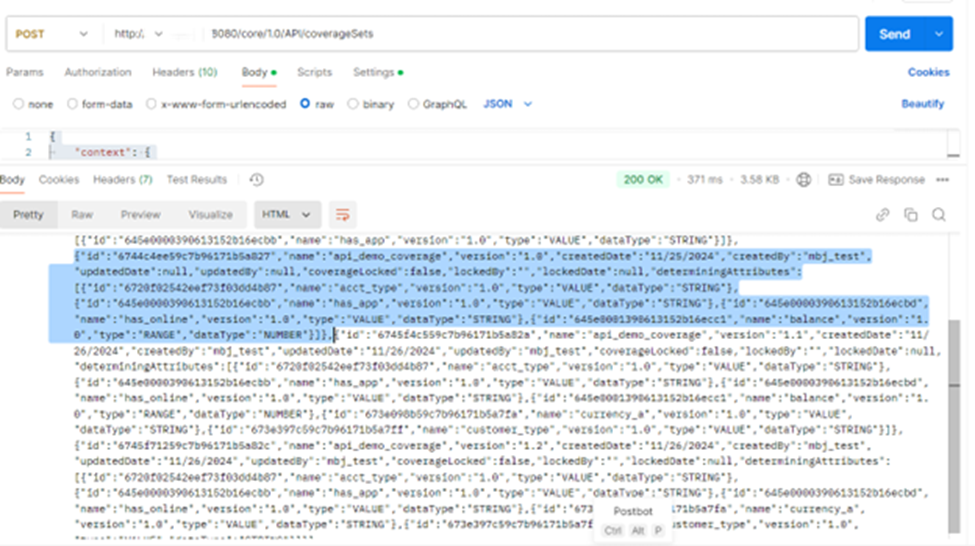 POST http:/. 8080/core/1.0/API/coverageSets Send
Params Authorization Headers (10) Body Scripts Settings Cookies
none form-data x-www-form-urlencoded raw binary GraphQL JSON Beautify
1 {
2 "context": {
Body Cookies Headers (7) Test Results 200 OK 371 ms 3.58 KB Save Response
Pretty Raw Preview Visualize HTML
[{"id":"645e0000390613152b16ecbb","name":"has_app","version":"1.0","type":"VALUE","dataType":"STRING"}]},
{"id":"6744c4ee59c7b96171b5a827","name":"api_demo_coverage","version":"1.0","createdDate":"11/25/2024","createdBy":"mbj_test",
"updatedDate":null,"updatedBy":null,"coverageLocked":false,"lockedBy":"","lockedDate":null,"determiningAttributes":
[{"id":"6720f02542eef73f03dd4b87","name":"acct_type","version":"1.0","type":"VALUE","dataType":"STRING"},
{"id":"645e0000390613152b16ecbb","name":"has_app","version":"1.0","type":"VALUE","dataType":"STRING"},{"id":"645e0000390613152b16ecbd",
"name":"has_online","version":"1.0","type":"VALUE","dataType":"STRING"},{"id":"645e0001390613152b16ecc1","name":"balance","version":"1.
0","type":"RANGE","dataType":"NUMBER"}]},{"id":"6745f4c559c7b96171b5a82a","name":"api_demo_coverage","version":"1.1","createdDate":"11/
26/2024","createdBy":"mbj_test","updatedDate":"11/26/2024","updatedBy":"mbj_test","coverageLocked":false,"lockedBy":"","lockedDate":null,
"determiningAttributes":[{"id":"6720f02542eef73f03dd4b87","name":"acct_type","version":"1.0","type":"VALUE","dataType":"STRING"},
{"id":"645e0000390613152b16ecbb","name":"has_app","version":"1.0","type":"VALUE","dataType":"STRING"},{"id":"645e0000390613152b16ecbd",
"name":"has_online","version":"1.0","type":"VALUE","dataType":"STRING"},{"id":"645e0001390613152b16ecc1","name":"balance","version":"1.
0","type":"RANGE","dataType":"NUMBER"},{"id":"673e098b59c7b96171b5a7fa","name":"currency_a","version":"1.0","type":"VALUE",
"dataType":"STRING"},{"id":"673e397c59c7b96171b5a7ff","name":"customer_type","version":"1.0","type":"VALUE","dataType":"STRING"}]},
{"id":"6745f71259c7b96171b5a82c","name":"api_demo_coverage","version":"1.2","createdDate":"11/26/2024","createdBy":"mbj_test",
"updatedDate":"11/26/2024","updatedBy":"mbj_test","coverageLocked":false,"lockedBy":"","lockedDate":null,"determiningAttributes":
[{"id":"6720f02542eef73f03dd4b87","name":"acct_type","version":"1.0","type":"VALUE","dataType":"STRING"},
{"id":"645e0000390613152b16ecbb","name":"has_app","version":"1.0","type":"VALUE","dataType":"STRING"},{"id":"645e0000390613152b16ecbd",
"name":"has_online","version":"1.0","type":"VALUE","dataType":"STRING"},{"id":"673 b5a7fa","name":"currency_a",
"version":"1.0","type":"VALUE","dataType":"STRING"},{"id":"673e397c59c7b96171b5a7f ustomer_type","version":"1.0",
Postbot
Ctrl Alt P